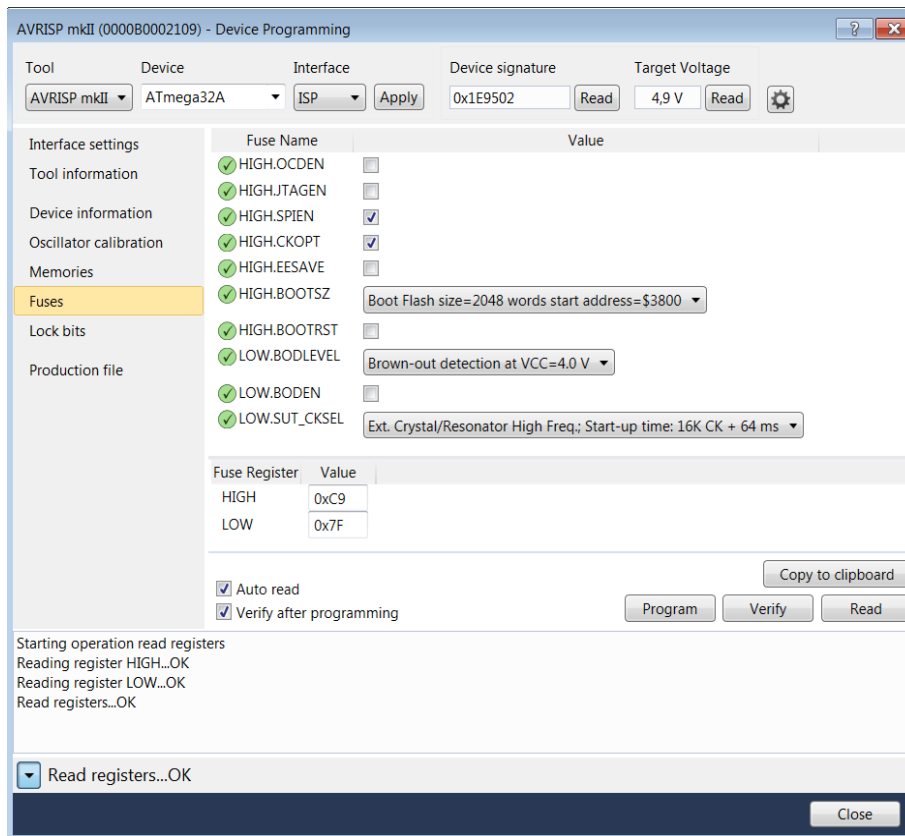 AVRISP mkII (0000B0002109) - Device Programming
Tool Device Interface Device signature Target Voltage
AVRISP mkII ATmega32A ISP Apply 0x1E9502 Read 4,9 V Read
Interface settings
Tool information
Device information
Oscillator calibration
Memories
Fuses
Lock bits
Production file
Fuse Name Value
HIGH.OCDEN
HIGH.JTAGEN
HIGH.SPIEN
HIGH.CKOPT
HIGH.EESAVE
HIGH.BOOTSZ Boot Flash size=2048 words start address=$3800
HIGH.BOOTRST
LOW.BODLEVEL Brown-out detection at VCC=4.0 V
LOW.BODEN
LOW.SUT_CKSEL Ext. Crystal/Resonator High Freq.; Start-up time: 16K CK + 64 ms
Fuse Register Value
HIGH 0xC9
LOW 0x7F
Copy to clipboard
Auto read
Verify after programming
Program Verify Read
Starting operation read registers
Reading register HIGH...OK
Reading register LOW...OK
Read registers...OK
Read registers...OK
Close